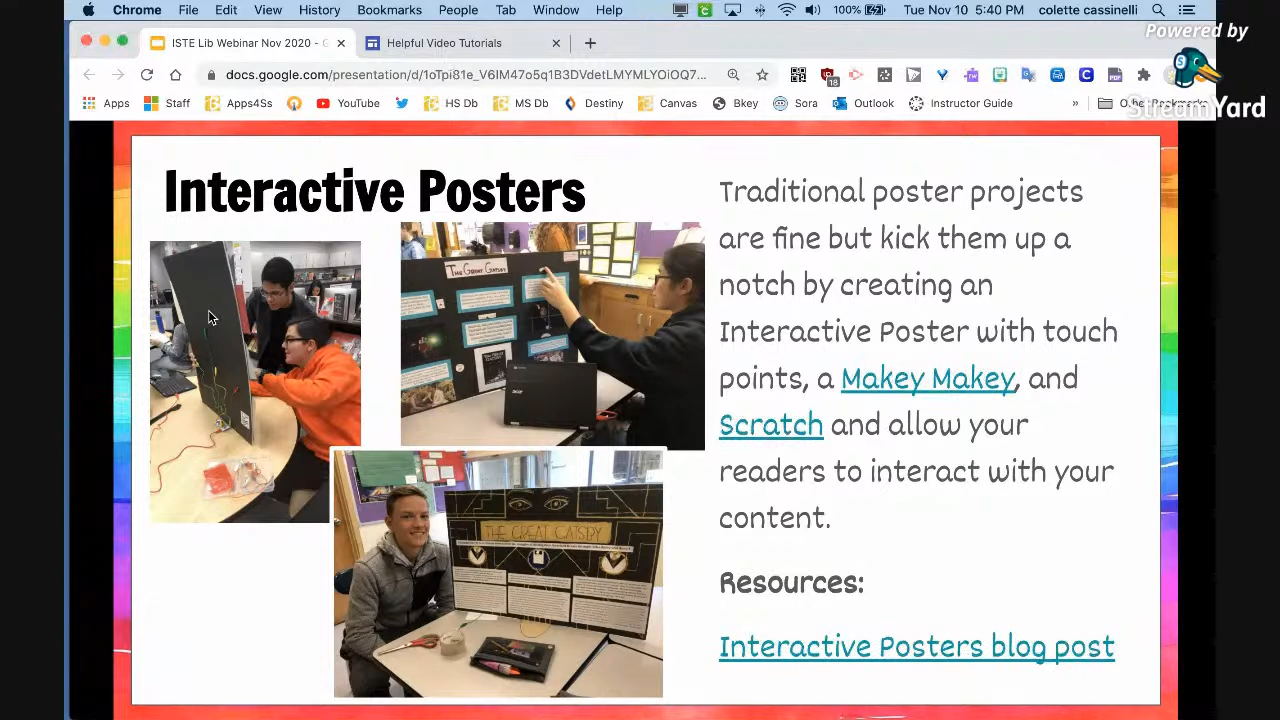 Chrome File Edit View History Bookmarks People Tab Window Help 100% Tue Nov 10 5:40 PM colette cassinelli
Powered by
StreamYard
ISTE Lib Webinar Nov 2020 - G
Helpful Video Tutorials
docs.google.com/presentation/d/1oTpi81e_V6IM47o5q1B3DVdetLMYMLYOiOQ7...
18
Apps Staff Apps4Ss YouTube HS Db MS Db Destiny Canvas Bkey Sora Outlook Instructor Guide » Other Bookmarks
Interactive Posters
THE GREAT GATSBY
THE GREAT GATSBY
acer
Traditional poster projects
are fine but kick them up a
notch by creating an
Interactive Poster with touch
points, a Makey Makey, and
Scratch and allow your
readers to interact with your
content.
Resources:
Interactive Posters blog post